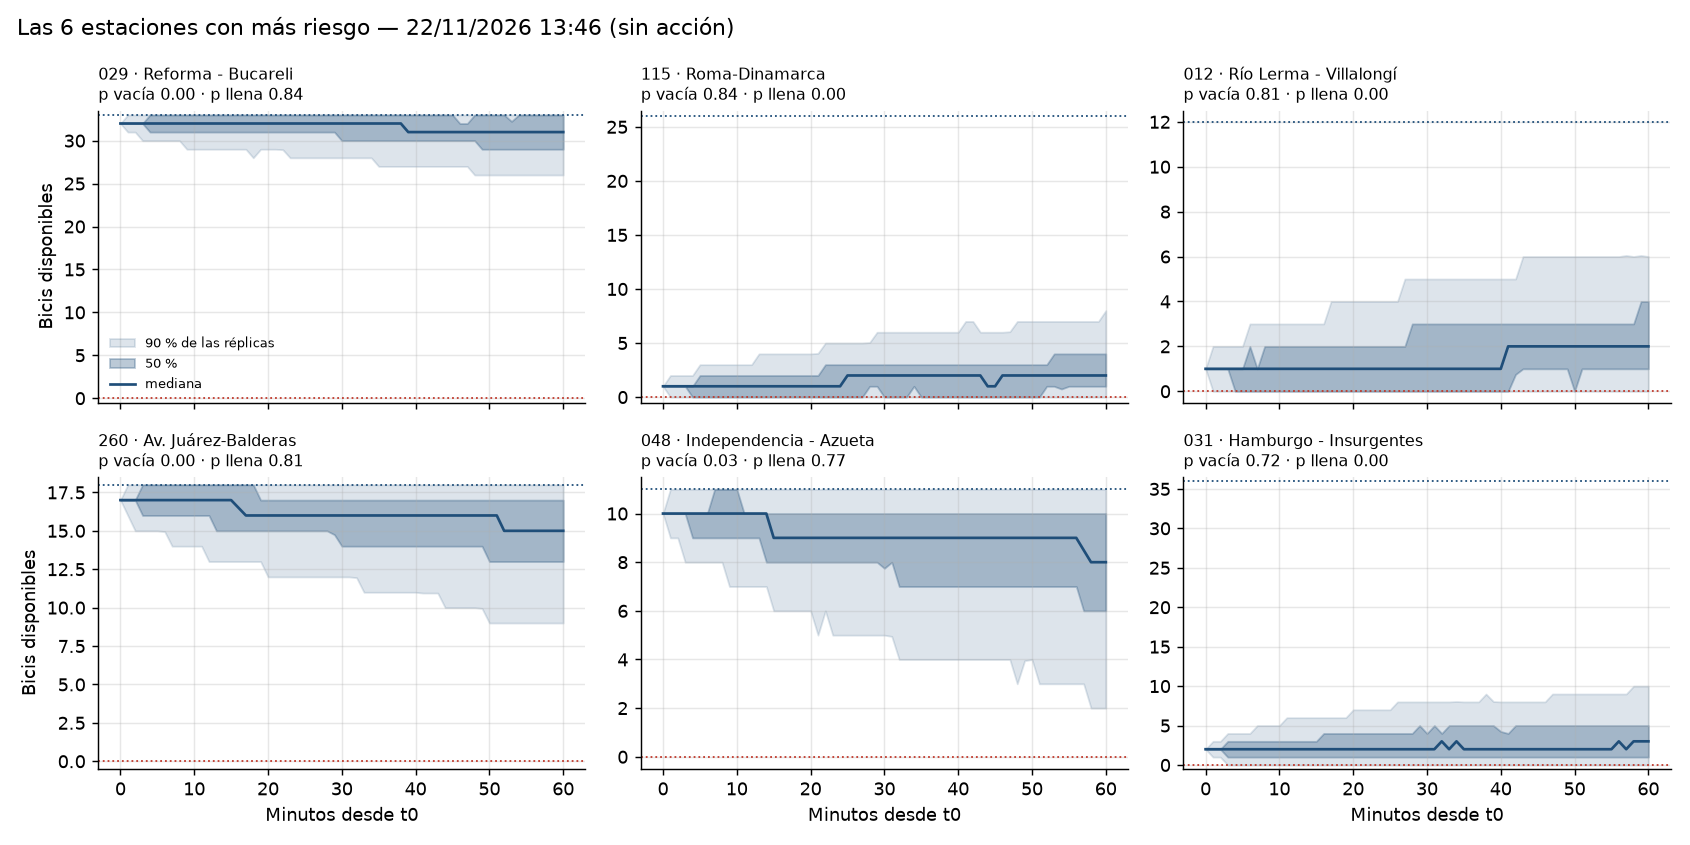 Las 6 estaciones con más riesgo — 22/11/2026 13:46 (sin acción)
029 · Reforma - Bucareli
p vacía 0.00 · p llena 0.84
30
25
20
15
10
5
0
Bicis disponibles
90 % de las réplicas
50 %
mediana
115 · Roma-Dinamarca
p vacía 0.84 · p llena 0.00
25
20
15
10
5
0
012 · Río Lerma - Villalongí
p vacía 0.81 · p llena 0.00
12
10
8
6
4
2
0
260 · Av. Juárez-Balderas
p vacía 0.00 · p llena 0.81
17.5
15.0
12.5
10.0
7.5
5.0
2.5
0.0
Bicis disponibles
0 10 20 30 40 50 60
Minutos desde t0
048 · Independencia - Azueta
p vacía 0.03 · p llena 0.77
10
8
6
4
2
0
0 10 20 30 40 50 60
Minutos desde t0
031 · Hamburgo - Insurgentes
p vacía 0.72 · p llena 0.00
35
30
25
20
15
10
5
0
0 10 20 30 40 50 60
Minutos desde t0